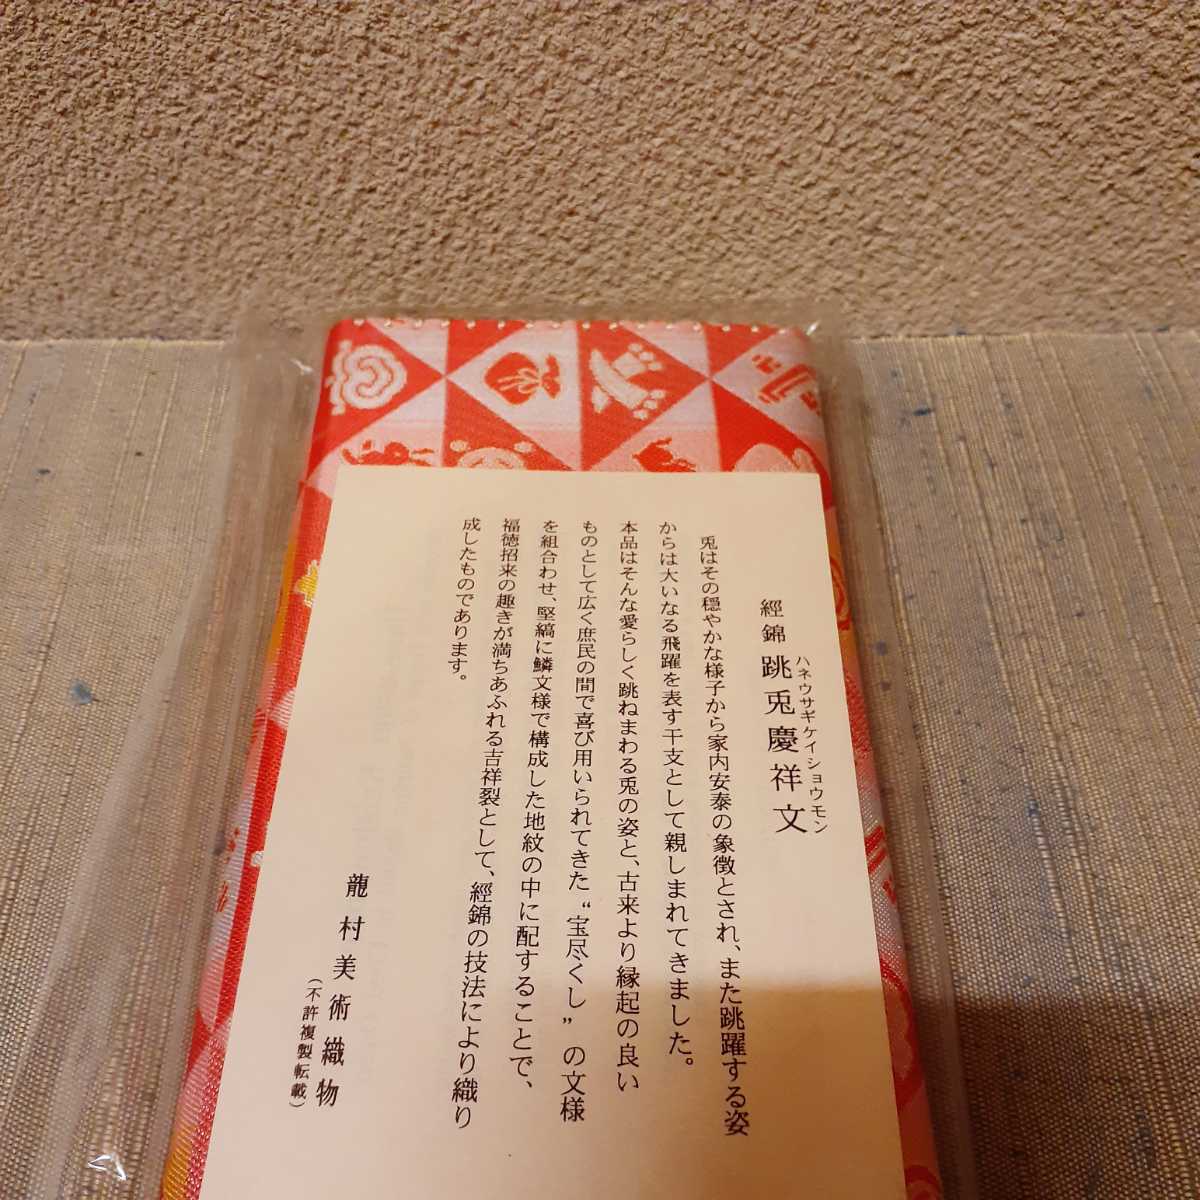 經錦 跳兎慶祥文
ハネウサギケイショウモン
兎はその穏やかな様子から家内安泰の象徴とされ、また跳躍する姿
からは大いなる飛躍を表す干支として親しまれてきました。
本品はそんな愛らしく跳ねまわる兎の姿と、古来より縁起の良い
ものとして広く庶民の間で喜び用いられてきた“宝尽くし”の文様
を組合わせ、堅縞に鱗文様で構成した地紋の中に配することで、
福徳招来の趣きが満ちあふれる吉祥裂として、經錦の技法により織り
成したものであります。
龍村美術織物
(不許複製転載)